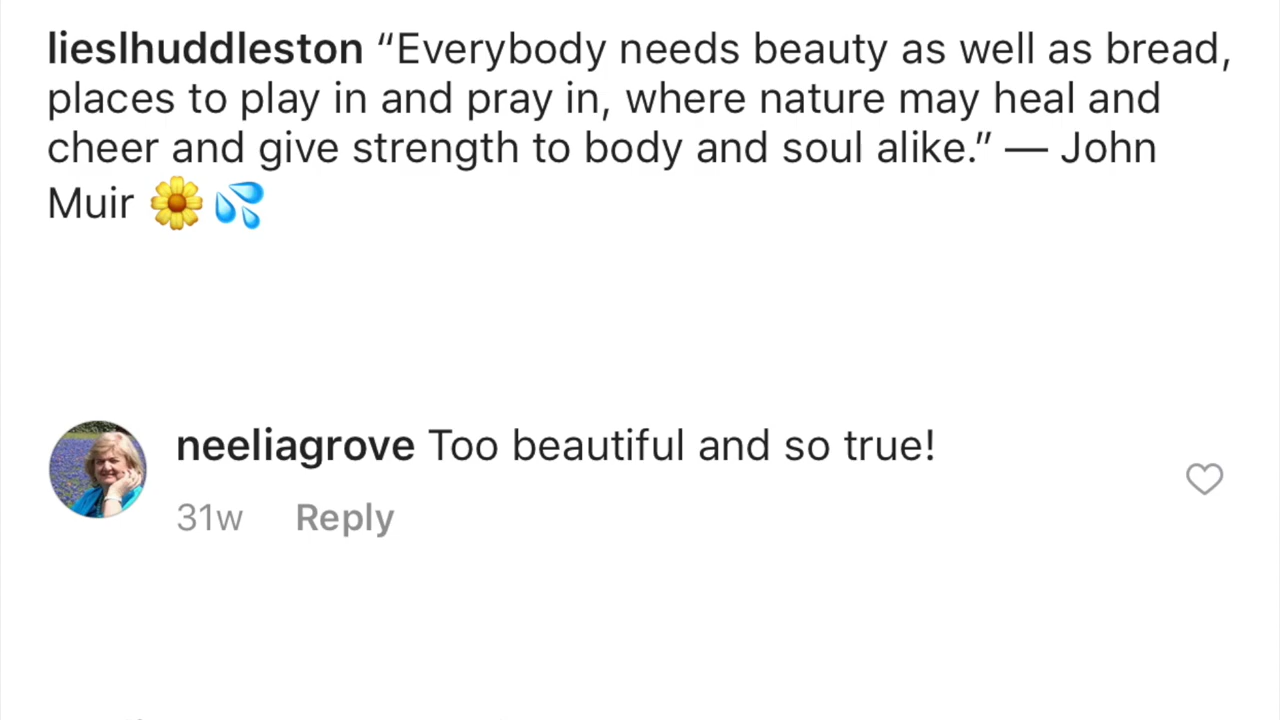 lieslhuddleston “Everybody needs beauty as well as bread,
places to play in and pray in, where nature may heal and
cheer and give strength to body and soul alike.” — John
Muir 🌼💦
neeliagrove Too beautiful and so true!
31w Reply